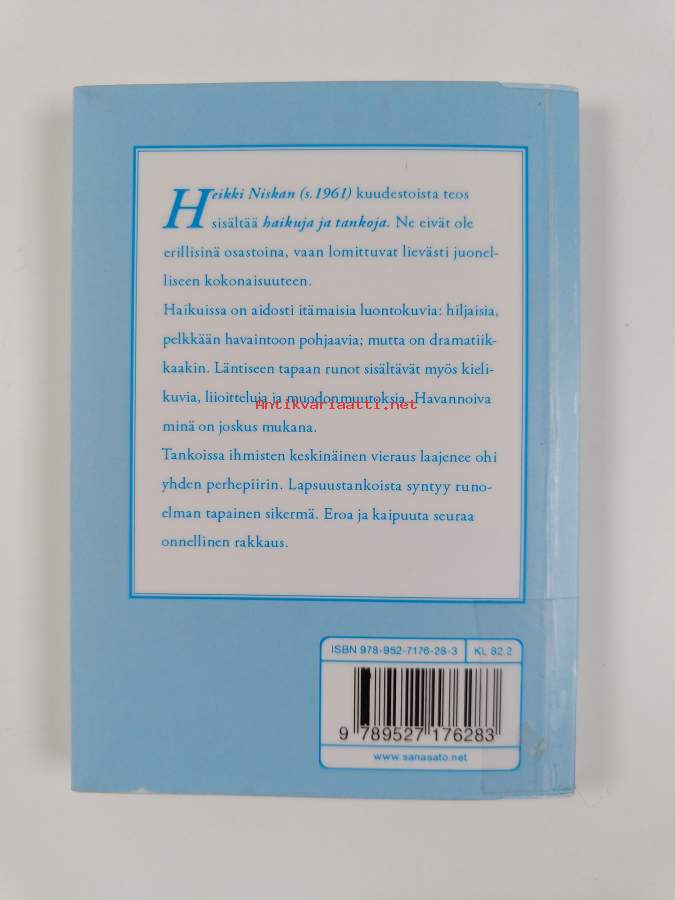 Heikki Niskan (s.1961) kuudestoista teos
sisältää haikuja ja tankoja. Ne eivät ole
erillisinä osastoina, vaan lomittuvat lievästi juonel-
liseen kokonaisuuteen.
Haikuissa on aidosti itämaisia luontokuvia: hiljaisia,
pelkkään havaintoon pohjaavia; mutta on dramatiik-
kaakin. Läntiseen tapaan runot sisältävät myös kieli-
kuvia, liioitteluja ja muodonmuutoksia. Havannoiva
Antikvariaatti.net
minä on joskus mukana.
Tankoissa ihmisten keskinäinen vieraus laajenee ohi
yhden perhepiirin. Lapsuustankoista syntyy runo-
elman tapainen sikermä. Eroa ja kaipuuta seuraa
onnellinen rakkaus.
ISBN 978-952-7176-28-3 KL 82.2
9 789527 176283
www.sanasato.net